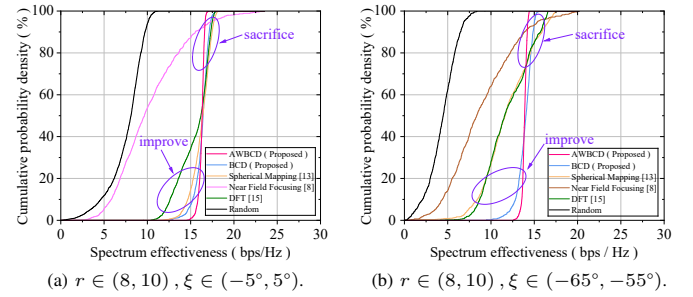 Cumulative probability density ( % )
100
80
60
40
20
0
0 5 10 15 20 25 30
Spectrum effectiveness ( bps/Hz )
sacrifice
improve
AWBCD ( Proposed )
BCD ( Proposed )
Spherical Mapping [13]
Near Field Focusing [8]
DFT [15]
Random
(a) r ∈ (8, 10) , ξ ∈ (−5°, 5°).
Cumulative probability density ( % )
100
80
60
40
20
0
0 5 10 15 20 25 30
Spectrum effectiveness ( bps / Hz )
sacrifice
improve
AWBCD ( Proposed )
BCD ( Proposed )
Spherical Mapping [13]
Near Field Focusing [8]
DFT [15]
Random
(b) r ∈ (8, 10) , ξ ∈ (−65°, −55°).